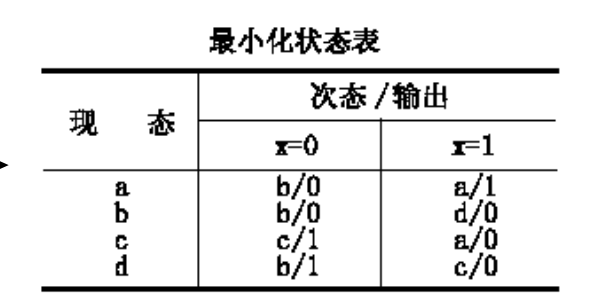 最小化状态表
现 态 次态/输出
x=0 x=1
a b/0 a/1
b b/0 d/0
c c/1 a/0
d b/1 c/0